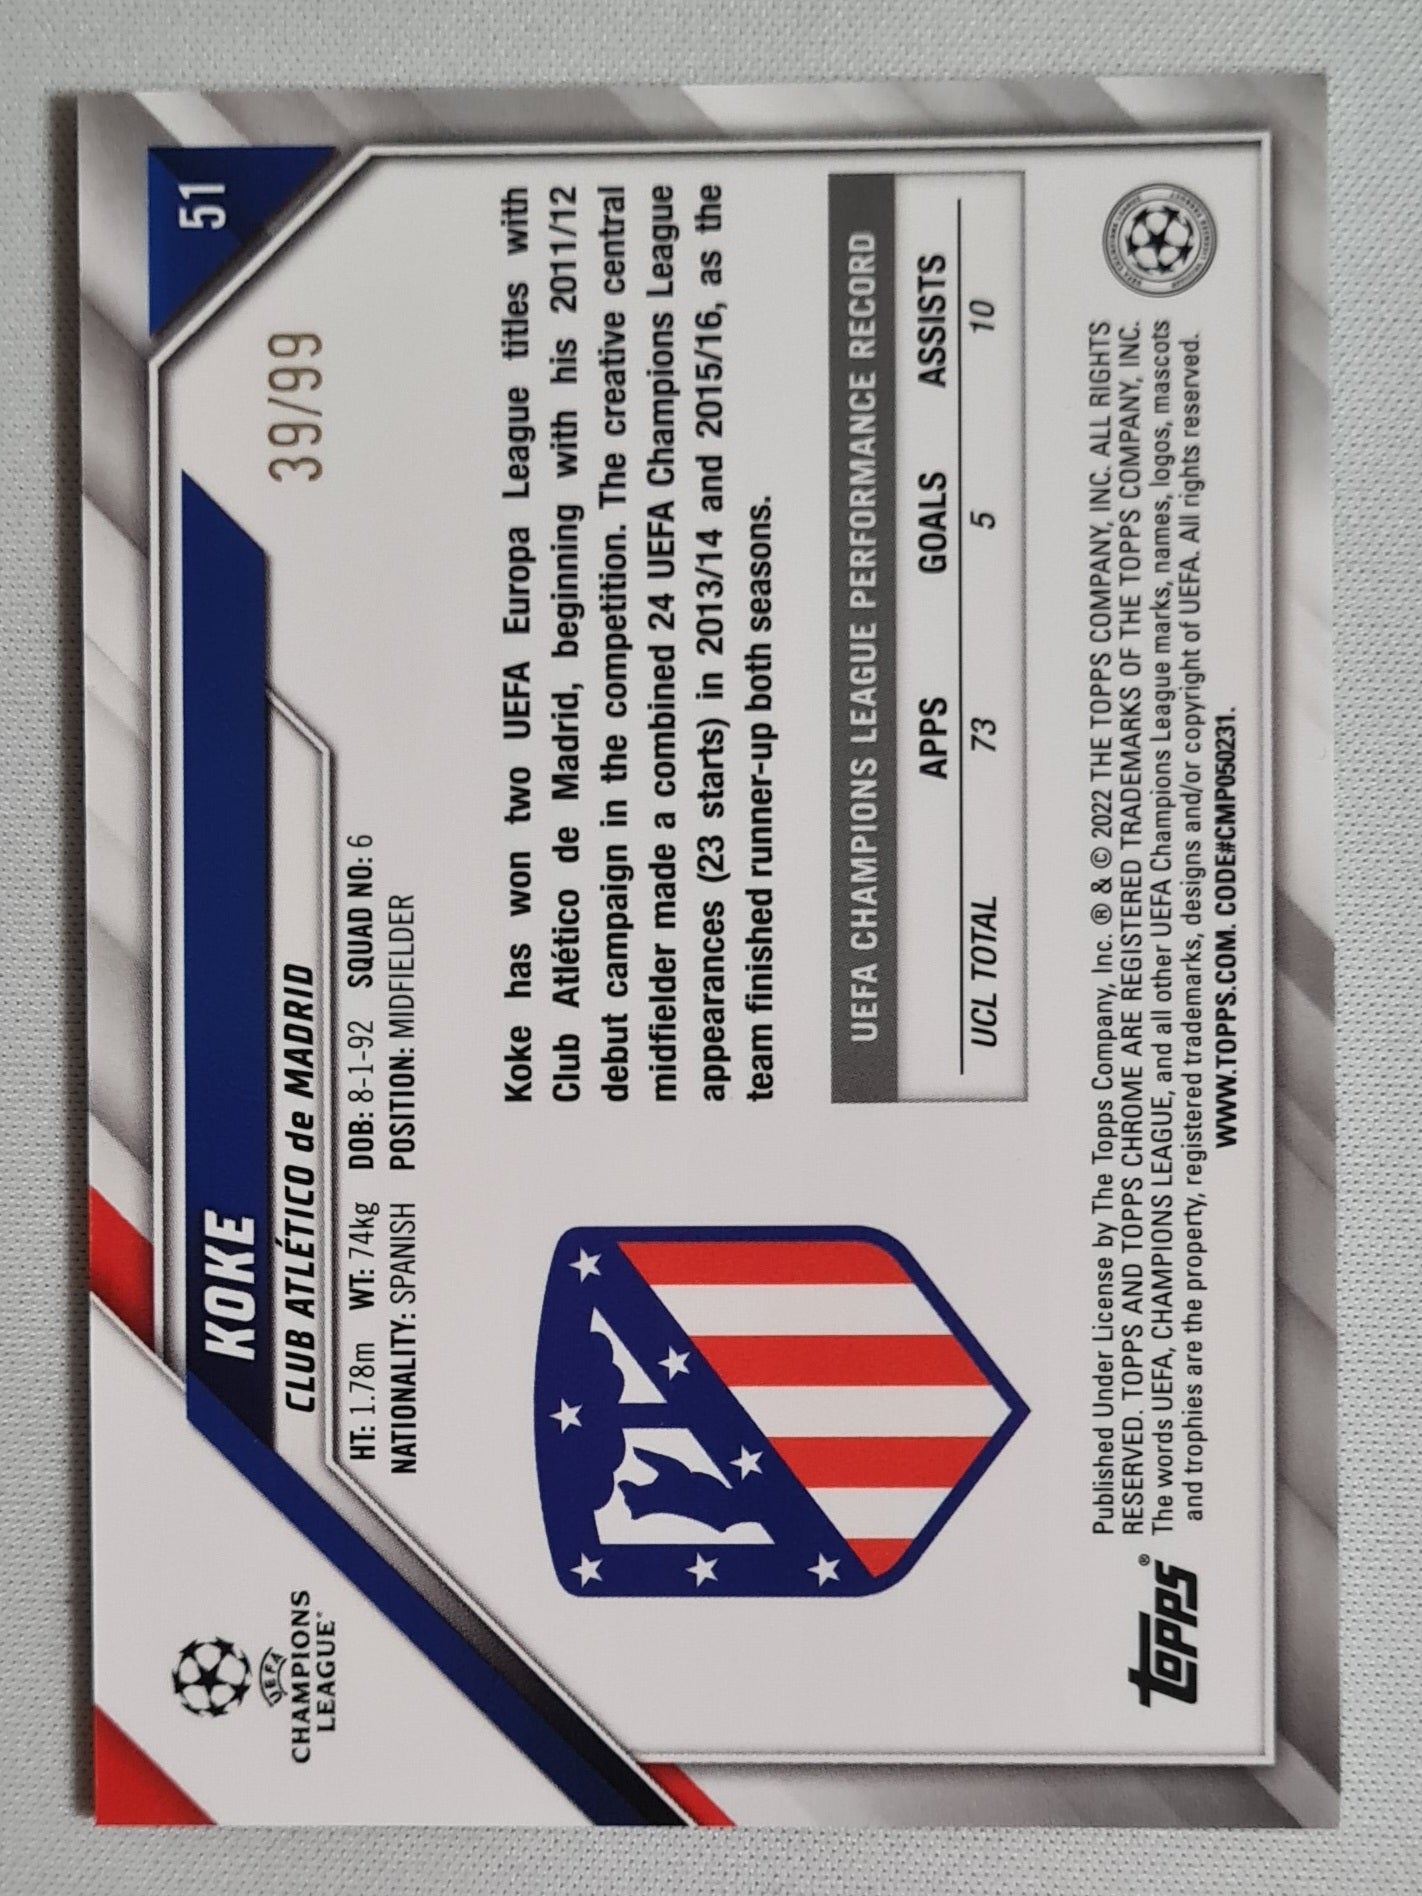 UEFA
CHAMPIONS
LEAGUE
KOKE
51
39/99
CLUB ATLÉTICO de MADRID
HT: 1.78m WT: 74kg DOB: 8-1-92 SQUAD NO: 6
NATIONALITY: SPANISH POSITION: MIDFIELDER
Koke has won two UEFA Europa League titles with
Club Atlético de Madrid, beginning with his 2011/12
debut campaign in the competition. The creative central
midfielder made a combined 24 UEFA Champions League
appearances (23 starts) in 2013/14 and 2015/16, as the
team finished runner-up both seasons.
UEFA CHAMPIONS LEAGUE PERFORMANCE RECORD
APPS GOALS ASSISTS
UCL TOTAL 73 5 10
TOPPS®
Published Under License by The Topps Company, Inc. ® & © 2022 THE TOPPS COMPANY, INC. ALL RIGHTS
RESERVED. TOPPS AND TOPPS CHROME ARE REGISTERED TRADEMARKS OF THE TOPPS COMPANY, INC.
The words UEFA, CHAMPIONS LEAGUE, and all other UEFA Champions League marks, names, logos, mascots
and trophies are the property, registered trademarks, designs and/or copyright of UEFA. All rights reserved.
WWW.TOPPS.COM. CODE#CMP050231.